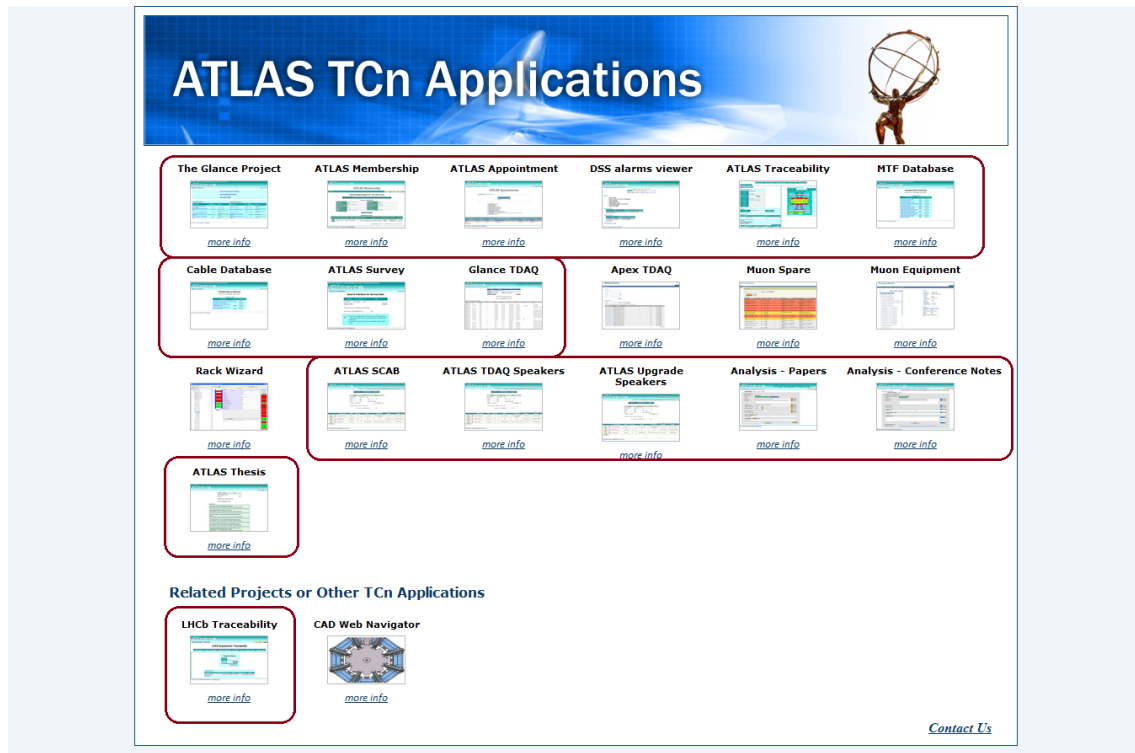 ATLAS TCn Applications
The Glance Project ATLAS Membership ATLAS Appointment DSS alarms viewer ATLAS Traceability MTF Database
more info more info more info more info more info more info
Cable Database ATLAS Survey Glance TDAQ Apex TDAQ Muon Spare Muon Equipment
more info more info more info more info more info more info
Rack Wizard ATLAS SCAB ATLAS TDAQ Speakers ATLAS Upgrade Speakers Analysis - Papers Analysis - Conference Notes
more info more info more info more info more info more info
ATLAS Thesis
more info
Related Projects or Other TCn Applications
LHCb Traceability CAD Web Navigator
more info more info
Contact Us